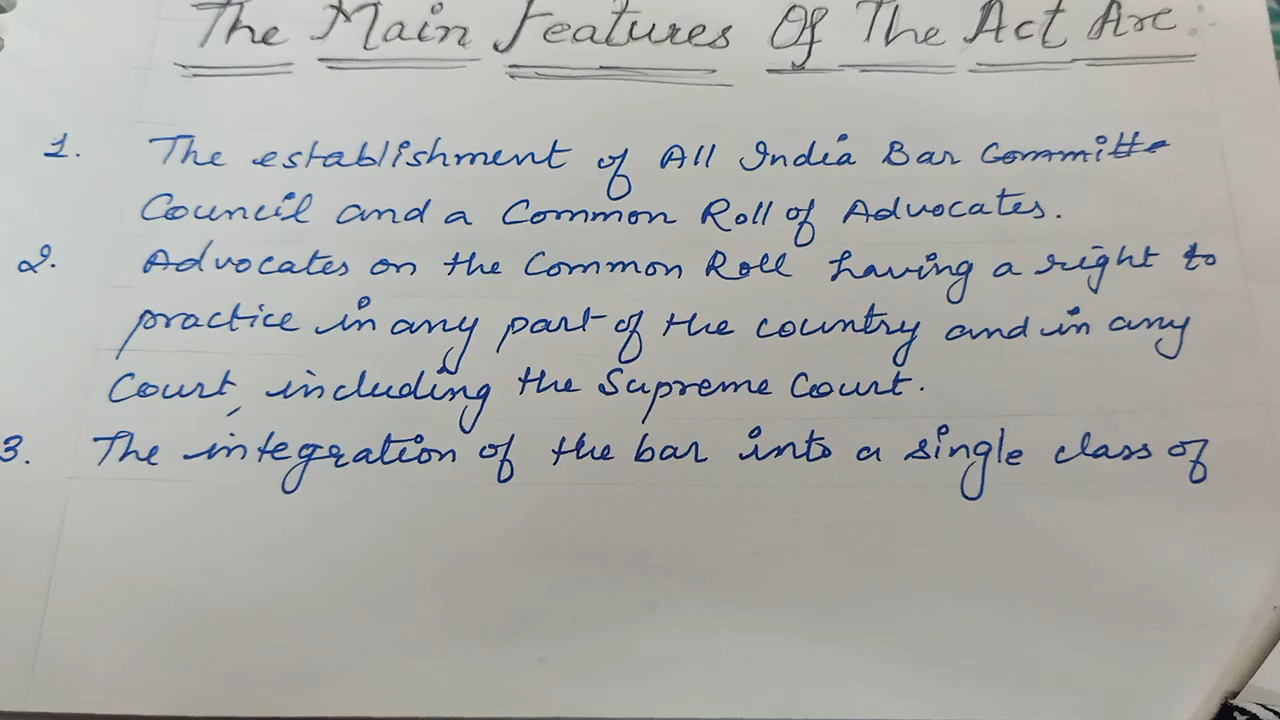 The Main Features Of The Act Are:
1. The establishment of All India Bar Committe
Council and a Common Roll of Advocates.
2. Advocates on the Common Roll having a right to
practice in any part of the country and in any
Court, including the Supreme Court.
3. The integration of the bar into a single class of